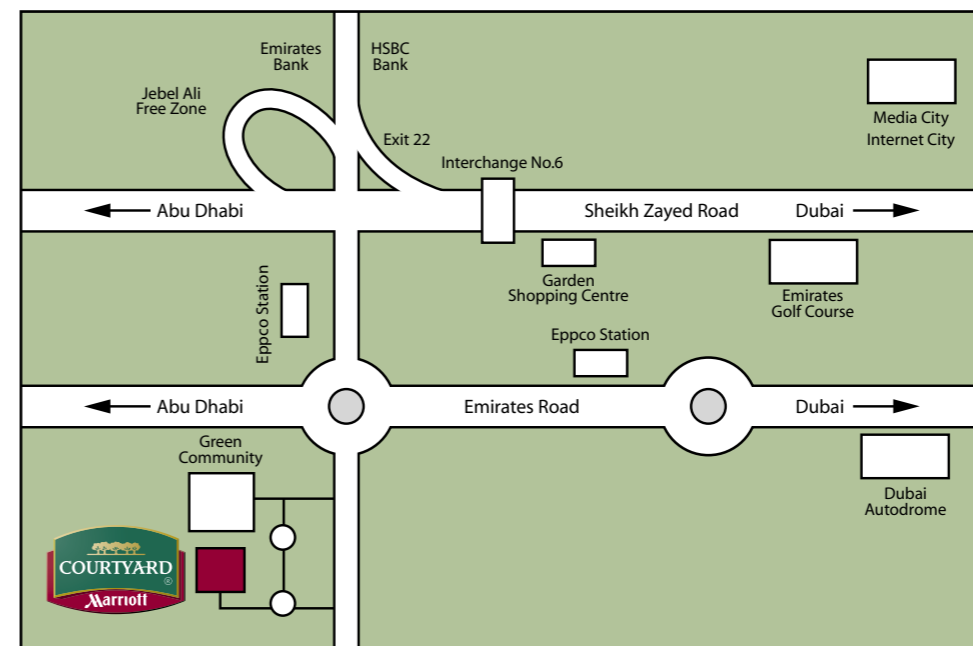 Emirates
Bank
HSBC
Bank
Jebel Ali
Free Zone
Exit 22
Interchange No.6
Media City
Internet City
Abu Dhabi
Sheikh Zayed Road
Dubai
Eppco Station
Garden
Shopping Centre
Emirates
Golf Course
Eppco Station
Abu Dhabi
Emirates Road
Dubai
Green
Community
Dubai
Autodrome
COURTYARD
®
Marriott